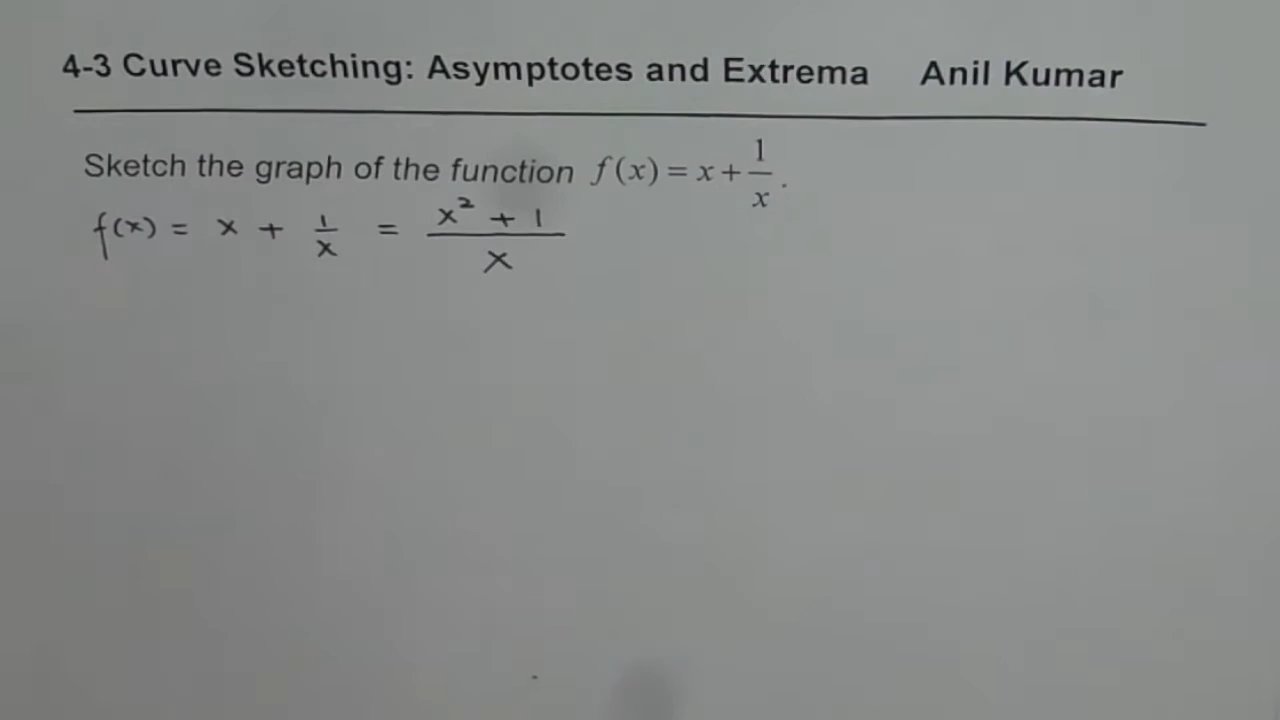 4-3 Curve Sketching: Asymptotes and Extrema Anil Kumar
Sketch the graph of the function f(x) = x + 1/x .
f(x) = x + 1/x = (x² + 1)/x